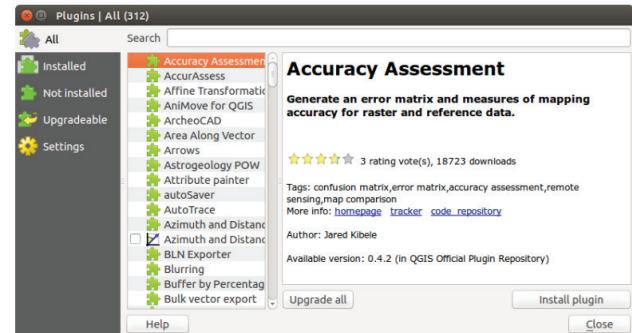 Plugins | All (312)
All
Installed
Not installed
Upgradeable
Settings
Search
Accuracy Assessmen
AccurAssess
Affine Transformatic
AniMove for QGIS
ArcheoCAD
Area Along Vector
Arrows
Astrogeology POW
Attribute painter
autoSaver
AutoTrace
Azimuth and Distanc
Azimuth and Distanc
BLN Exporter
Blurring
Buffer by Percentag
Bulk vector export
Accuracy Assessment
Generate an error matrix and measures of mapping
accuracy for raster and reference data.
3 rating vote(s), 18723 downloads
Tags: confusion matrix,error matrix,accuracy assessment,remote
sensing,map comparison
More info: homepage tracker code repository
Author: Jared Kibele
Available version: 0.4.2 (in QGIS Official Plugin Repository)
Upgrade all
Install plugin
Help
Close